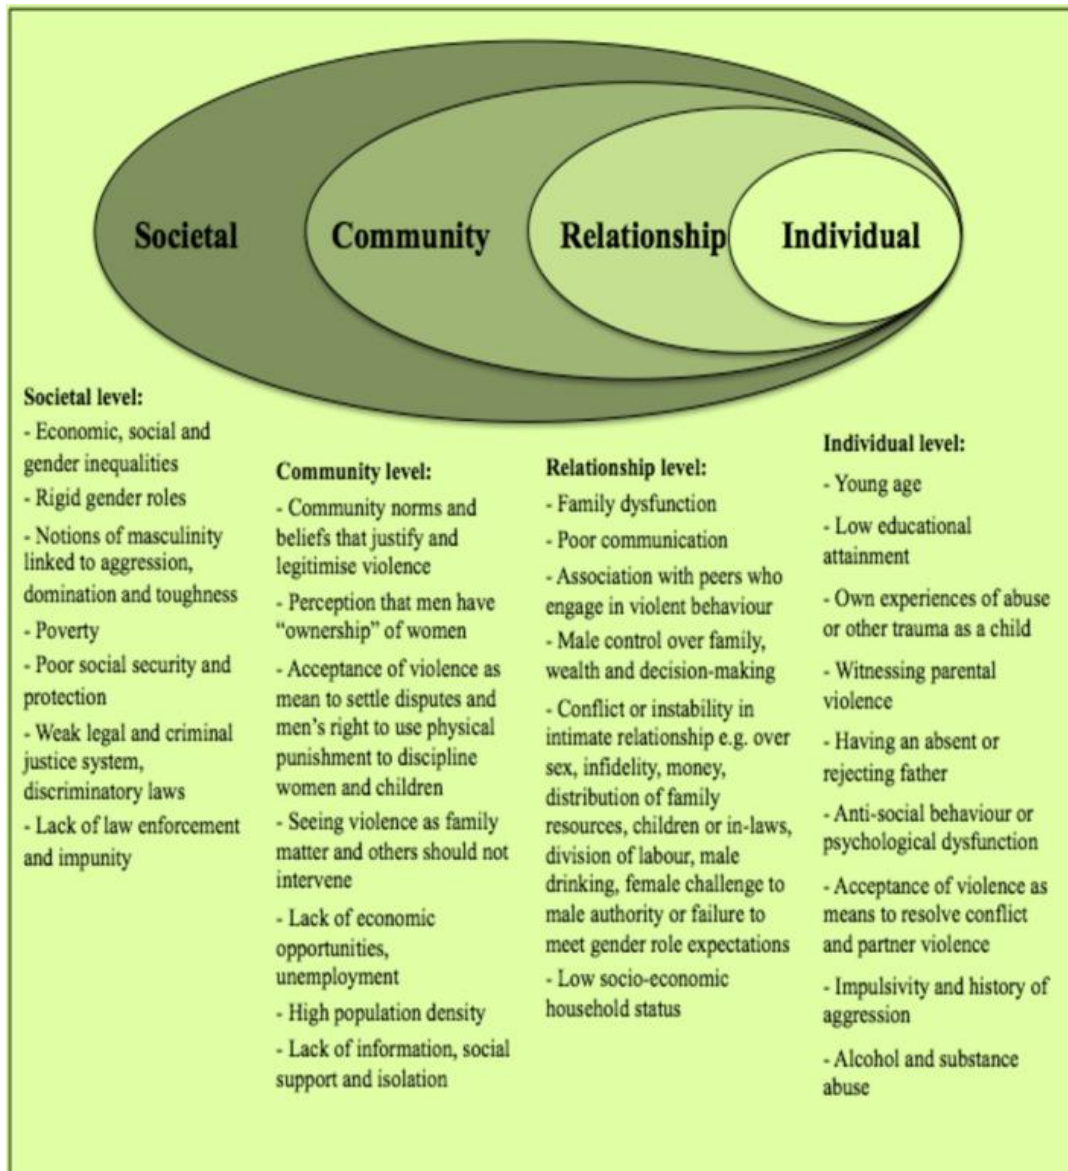 Societal
Community
Relationship
Individual
Societal level:
- Economic, social and
gender inequalities
- Rigid gender roles
- Notions of masculinity
linked to aggression,
domination and toughness
- Poverty
- Poor social security and
protection
- Weak legal and criminal
justice system,
discriminatory laws
- Lack of law enforcement
and impunity
Community level:
- Community norms and
beliefs that justify and
legitimise violence
- Perception that men have
“ownership” of women
- Acceptance of violence as
mean to settle disputes and
men’s right to use physical
punishment to discipline
women and children
- Seeing violence as family
matter and others should not
intervene
- Lack of economic
opportunities,
unemployment
- High population density
- Lack of information, social
support and isolation
Relationship level:
- Family dysfunction
- Poor communication
- Association with peers who
engage in violent behaviour
- Male control over family,
wealth and decision-making
- Conflict or instability in
intimate relationship e.g. over
sex, infidelity, money,
distribution of family
resources, children or in-laws,
division of labour, male
drinking, female challenge to
male authority or failure to
meet gender role expectations
- Low socio-economic
household status
Individual level:
- Young age
- Low educational
attainment
- Own experiences of abuse
or other trauma as a child
- Witnessing parental
violence
- Having an absent or
rejecting father
- Anti-social behaviour or
psychological dysfunction
- Acceptance of violence as
means to resolve conflict
and partner violence
- Impulsivity and history of
aggression
- Alcohol and substance
abuse